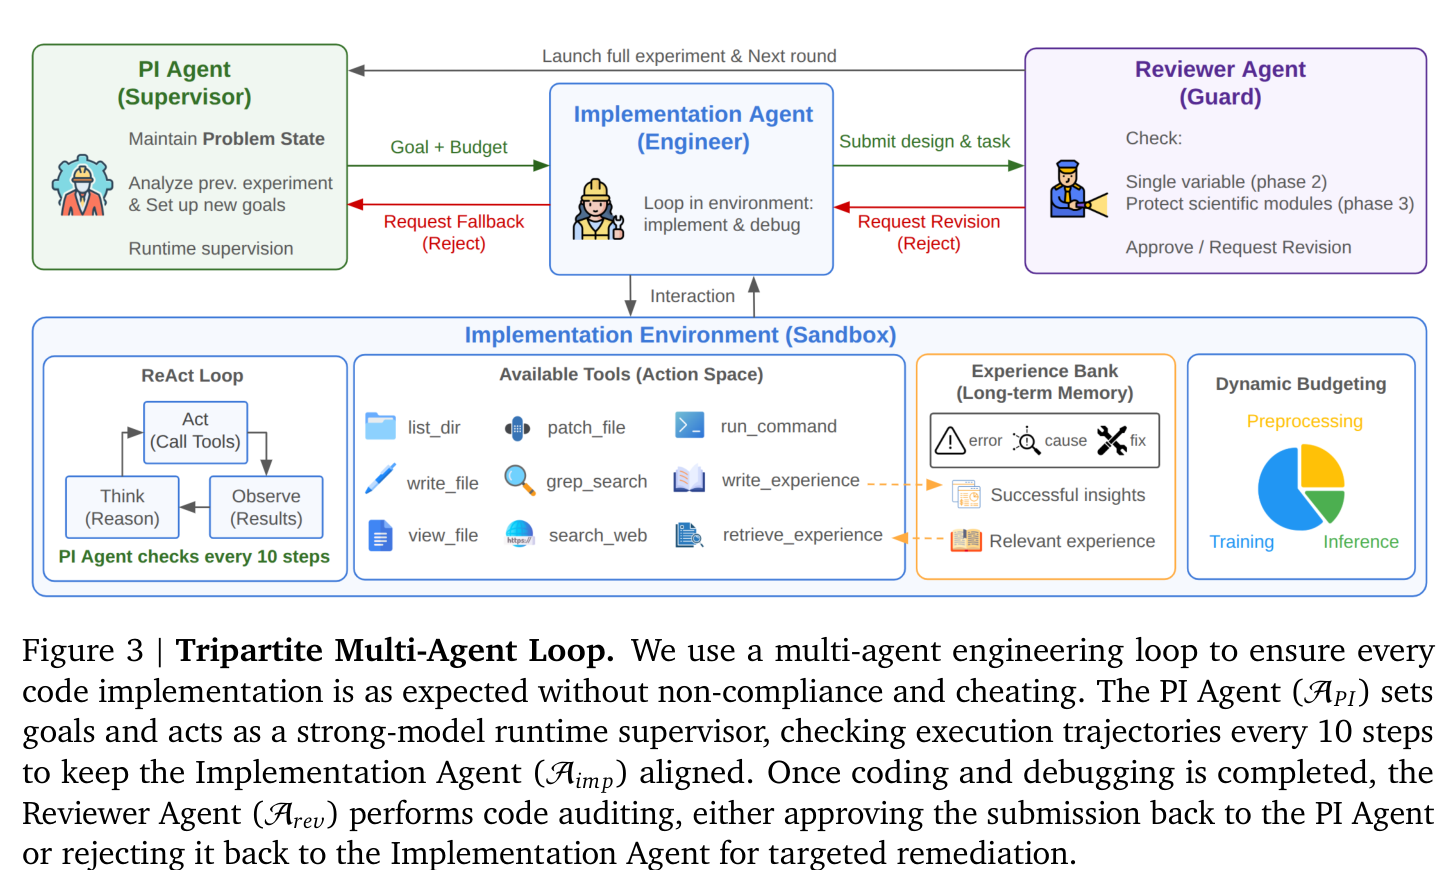 Launch full experiment & Next round
PI Agent
(Supervisor)
Maintain Problem State
Analyze prev. experiment
& Set up new goals
Runtime supervision
Goal + Budget
Request Fallback
(Reject)
Implementation Agent
(Engineer)
Loop in environment:
implement & debug
Submit design & task
Request Revision
(Reject)
Reviewer Agent
(Guard)
Check:
Single variable (phase 2)
Protect scientific modules (phase 3)
Approve / Request Revision
Interaction
Implementation Environment (Sandbox)
ReAct Loop
Act
(Call Tools)
Think
(Reason)
Observe
(Results)
PI Agent checks every 10 steps
Available Tools (Action Space)
list_dir
patch_file
run_command
write_file
grep_search
write_experience
view_file
https://
search_web
retrieve_experience
Experience Bank
(Long-term Memory)
error
cause
fix
Successful insights
Relevant experience
Dynamic Budgeting
Preprocessing
Training
Inference
Figure 3 | Tripartite Multi-Agent Loop. We use a multi-agent engineering loop to ensure every
code implementation is as expected without non-compliance and cheating. The PI Agent (𝒜PI) sets
goals and acts as a strong-model runtime supervisor, checking execution trajectories every 10 steps
to keep the Implementation Agent (𝒜imp) aligned. Once coding and debugging is completed, the
Reviewer Agent (𝒜rev) performs code auditing, either approving the submission back to the PI Agent
or rejecting it back to the Implementation Agent for targeted remediation.